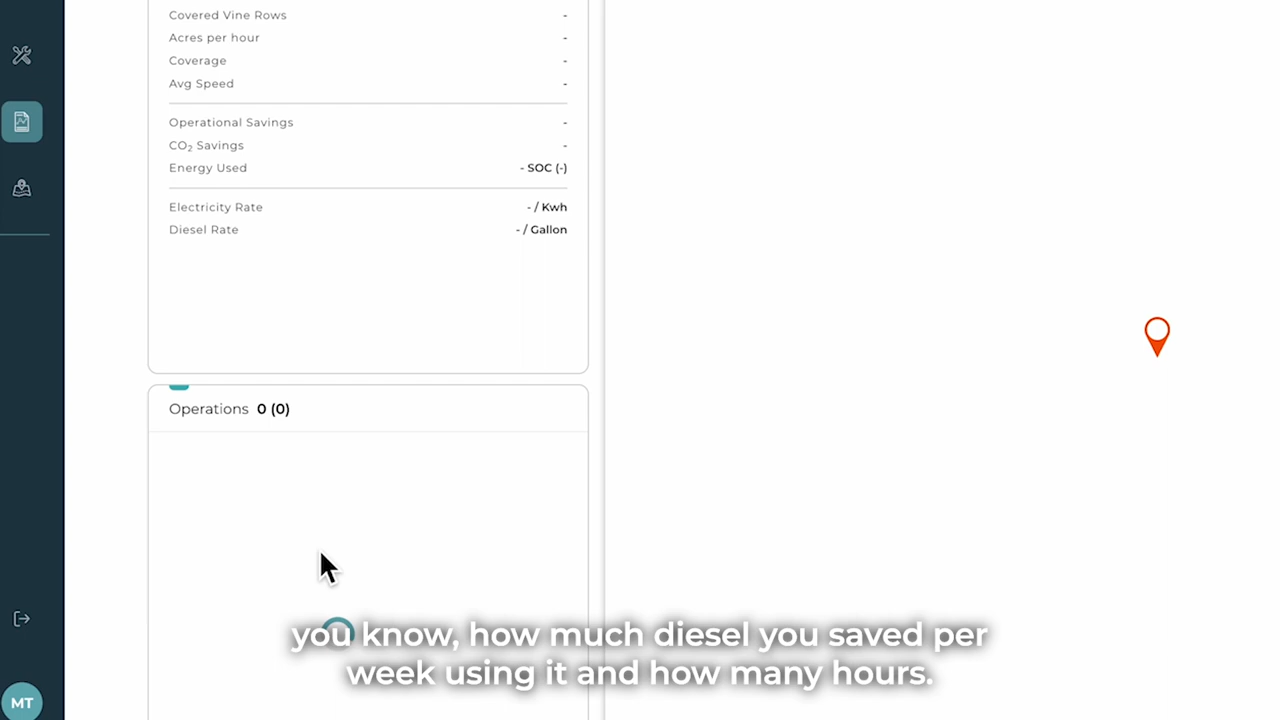 Covered Vine Rows -
Acres per hour -
Coverage -
Avg Speed -
Operational Savings -
CO₂ Savings -
Energy Used - SOC (-)
Electricity Rate - / Kwh
Diesel Rate - / Gallon
Operations 0 (0)
you know, how much diesel you saved per
week using it and how many hours.
MT